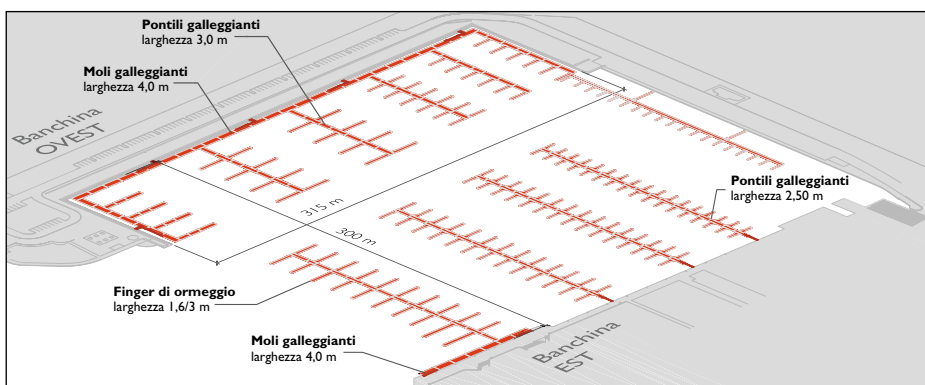 Pontili galleggianti
larghezza 3,0 m
Moli galleggianti
larghezza 4,0 m
Banchina
OVEST
315 m
300 m
Pontili galleggianti
larghezza 2,50 m
Finger di ormeggio
larghezza 1,6/3 m
Moli galleggianti
larghezza 4,0 m
Banchina
EST